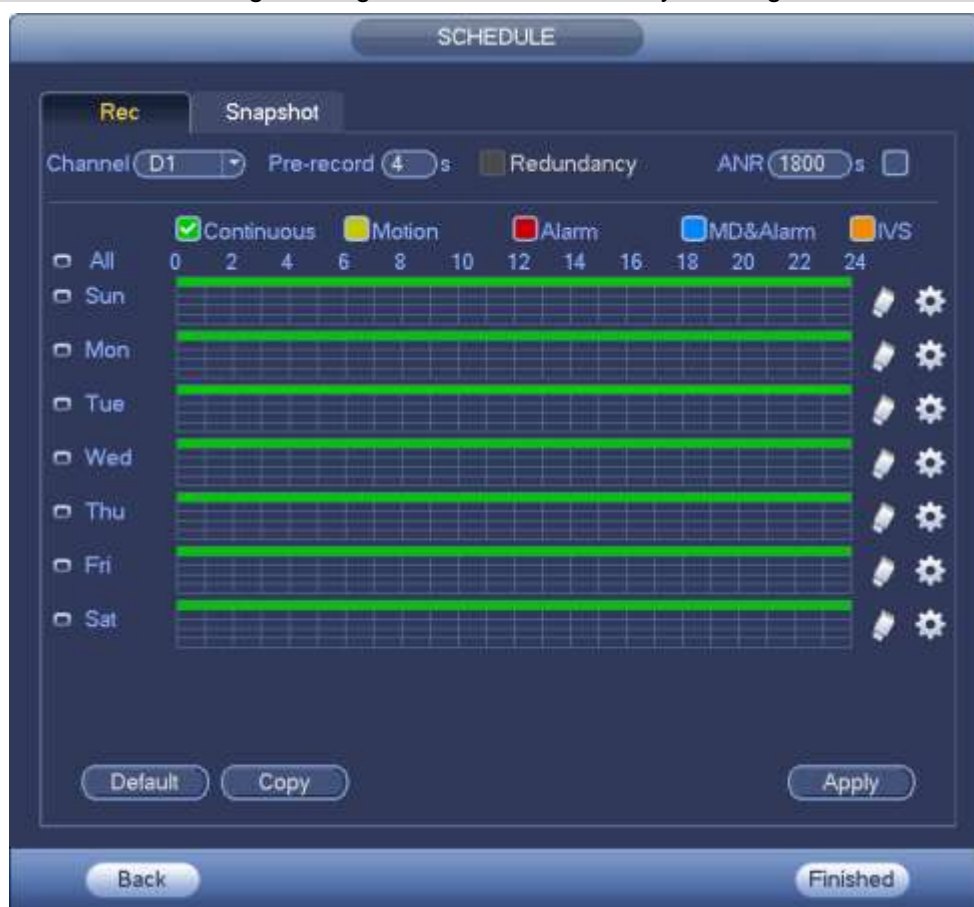 SCHEDULE
Rec Snapshot
Channel D1 Pre-record 4 s Redundancy ANR 1800 s
Continuous Motion Alarm MD&Alarm IVS
All 0 2 4 6 8 10 12 14 16 18 20 22 24
Sun
Mon
Tue
Wed
Thu
Fri
Sat
Default Copy Apply
Back Finished